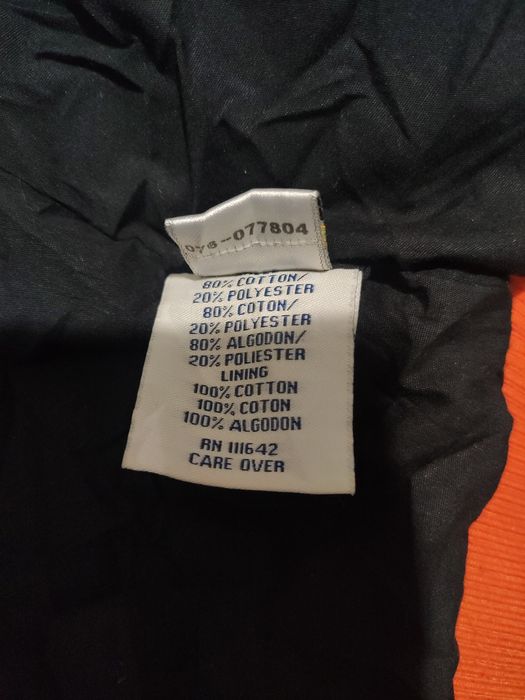 076-077804
80% COTTON/
20% POLYESTER
80% COTON/
20% POLYESTER
80% ALGODON/
20% POLIESTER
LINING
100% COTTON
100% COTON
100% ALGODON
RN 111642
CARE OVER